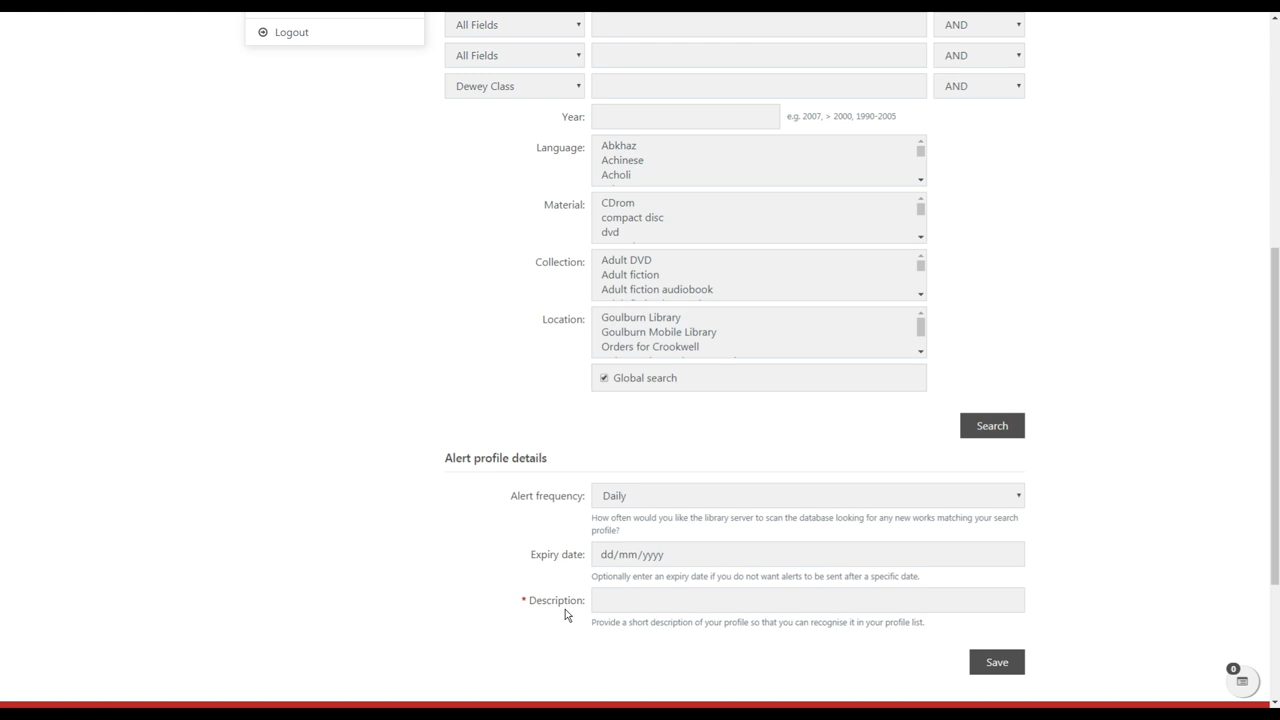 Logout
All Fields AND
All Fields AND
Dewey Class AND
Year: e.g. 2007, > 2000, 1990-2005
Language: Abkhaz
Achinese
Acholi
Material: CDrom
compact disc
dvd
Collection: Adult DVD
Adult fiction
Adult fiction audiobook
Location: Goulburn Library
Goulburn Mobile Library
Orders for Crookwell
Global search
Search
Alert profile details
Alert frequency: Daily
How often would you like the library server to scan the database looking for any new works matching your search
profile?
Expiry date: dd/mm/yyyy
Optionally enter an expiry date if you do not want alerts to be sent after a specific date.
* Description:
Provide a short description of your profile so that you can recognise it in your profile list.
Save
0